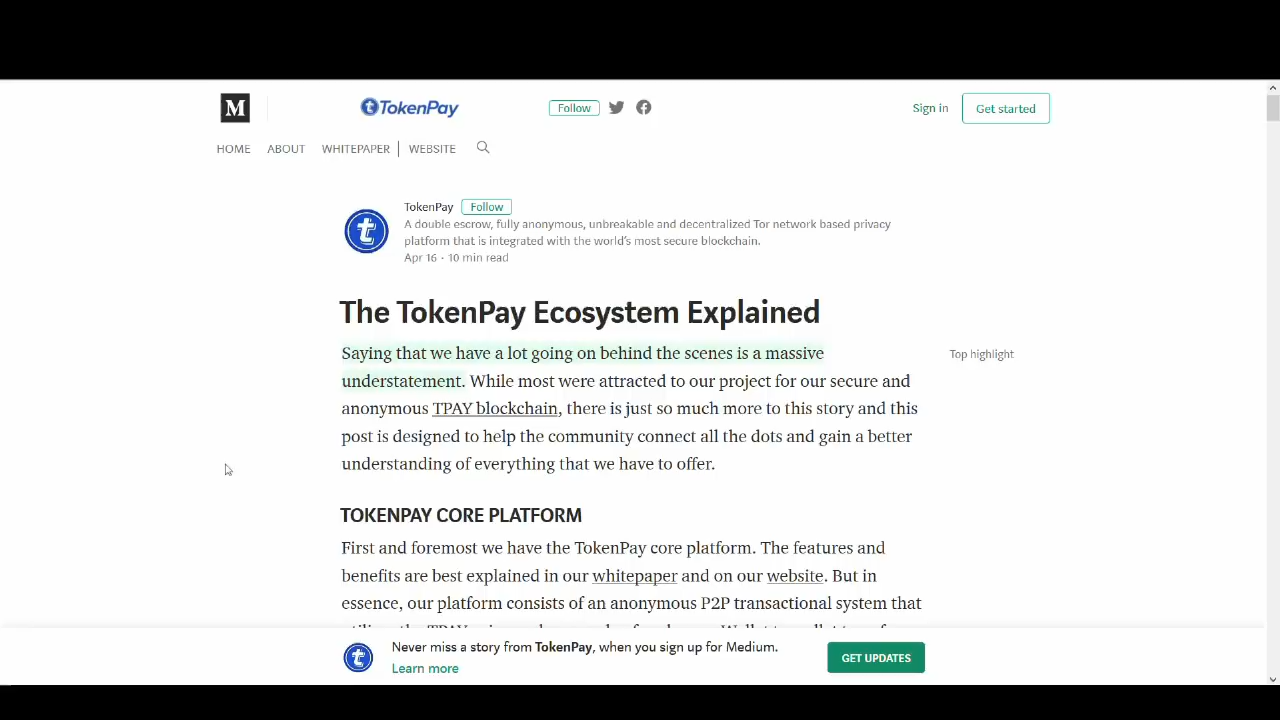 M
TokenPay
Follow
Sign in
Get started
HOME ABOUT WHITEPAPER WEBSITE
TokenPay Follow
A double escrow, fully anonymous, unbreakable and decentralized Tor network based privacy
platform that is integrated with the world's most secure blockchain.
Apr 16 · 10 min read
The TokenPay Ecosystem Explained
Saying that we have a lot going on behind the scenes is a massive
Top highlight
understatement. While most were attracted to our project for our secure and
anonymous TPAY blockchain, there is just so much more to this story and this
post is designed to help the community connect all the dots and gain a better
understanding of everything that we have to offer.
TOKENPAY CORE PLATFORM
First and foremost we have the TokenPay core platform. The features and
benefits are best explained in our whitepaper and on our website. But in
essence, our platform consists of an anonymous P2P transactional system that
Never miss a story from TokenPay, when you sign up for Medium.
Learn more
GET UPDATES